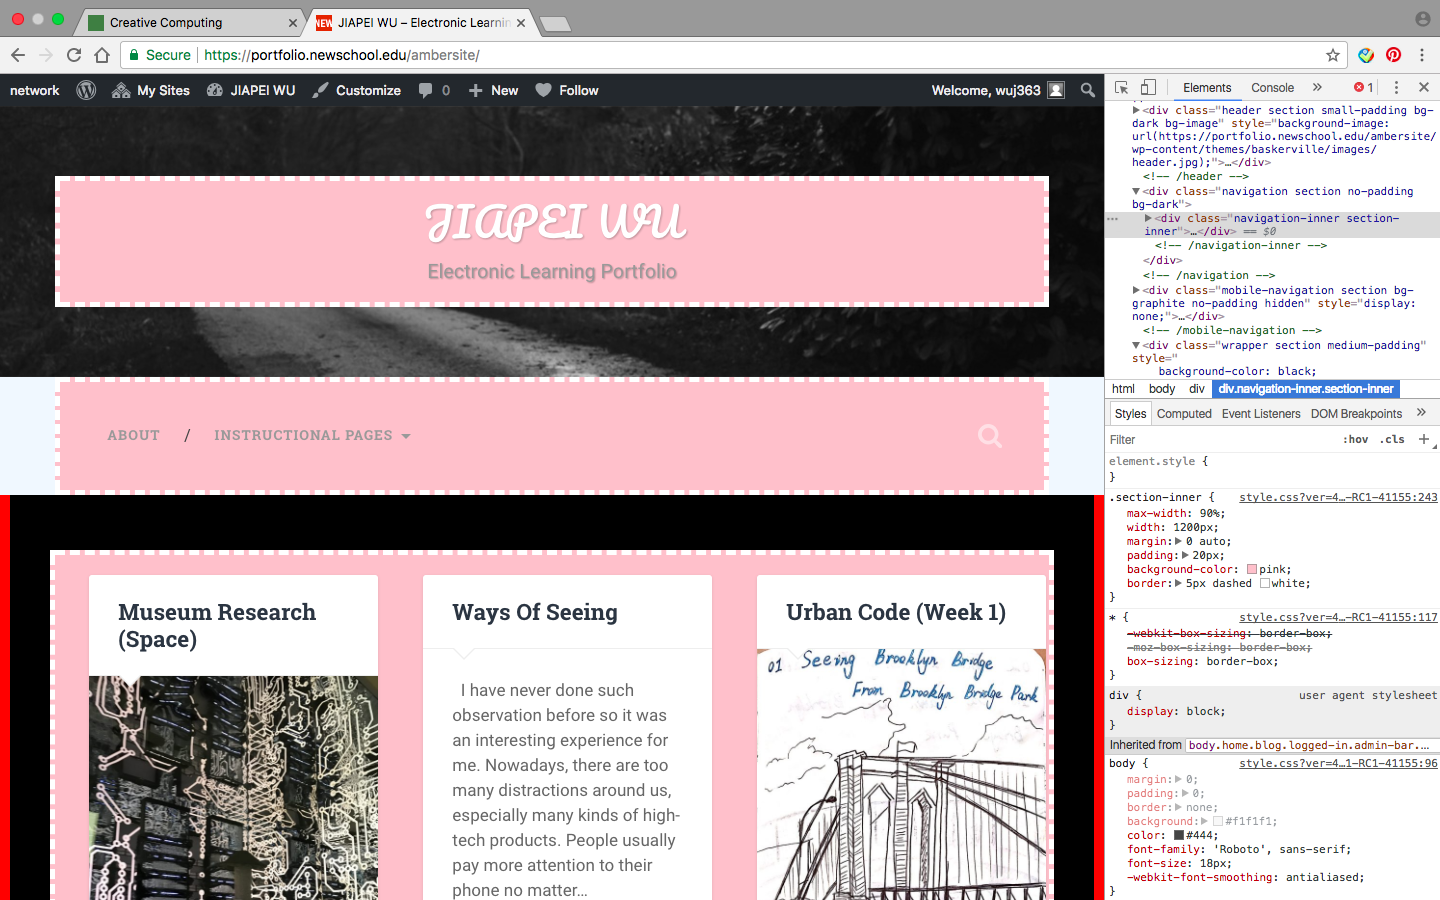 Creative Computing
NEW JIAPEI WU – Electronic Learnin
Secure https://portfolio.newschool.edu/ambersite/
network My Sites JIAPEI WU Customize 0 New Follow Welcome, wuj363
JIAPEI WU
Electronic Learning Portfolio
ABOUT / INSTRUCTIONAL PAGES
Museum Research
(Space)
Ways Of Seeing
I have never done such
observation before so it was
an interesting experience for
me. Nowadays, there are too
many distractions around us,
especially many kinds of high-
tech products. People usually
pay more attention to their
phone no matter...
Urban Code (Week 1)
01 Seeing Brooklyn Bridge
From Brooklyn Bridge Park
Elements Console » 1
<div class="header section small-padding bg-
dark bg-image" style="background-image:
url(https://portfolio.newschool.edu/ambersite/
wp-content/themes/baskerville/images/
header.jpg);">…</div>
<!-- /header -->
<div class="navigation section no-padding
bg-dark">
<div class="navigation-inner section-
inner">…</div> == $0
<!-- /navigation-inner -->
</div>
<!-- /navigation -->
<div class="mobile-navigation section bg-
graphite no-padding hidden" style="display:
none;">…</div>
<!-- /mobile-navigation -->
<div class="wrapper section medium-padding"
style="
background-color: black;
html body div div.navigation-inner.section-inner
Styles Computed Event Listeners DOM Breakpoints »
Filter :hov .cls +
element.style {
}
.section-inner { style.css?ver=4…-RC1-41155:243
max-width: 90%;
width: 1200px;
margin: 0 auto;
padding: 20px;
background-color: pink;
border: 5px dashed white;
}
* { style.css?ver=4…-RC1-41155:117
-webkit-box-sizing: border-box;
-moz-box-sizing: border-box;
box-sizing: border-box;
}
div { user agent stylesheet
display: block;
}
Inherited from body.home.blog.logged-in.admin-bar.…
body { style.css?ver=4…1-RC1-41155:96
margin: 0;
padding: 0;
border: none;
background: #f1f1f1;
color: #444;
font-family: 'Roboto', sans-serif;
font-size: 18px;
-webkit-font-smoothing: antialiased;
}